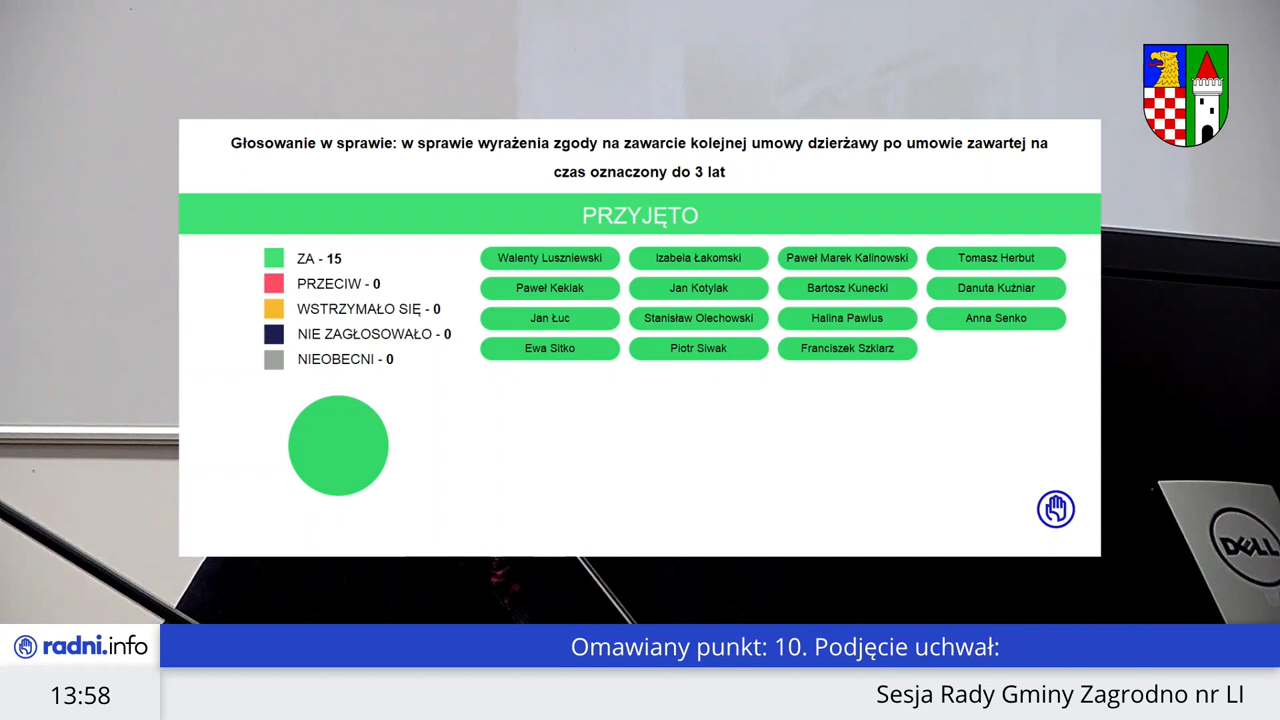 Głosowanie w sprawie: w sprawie wyrażenia zgody na zawarcie kolejnej umowy dzierżawy po umowie zawartej na
czas oznaczony do 3 lat
PRZYJĘTO
ZA - 15
PRZECIW - 0
WSTRZYMAŁO SIĘ - 0
NIE ZAGŁOSOWAŁO - 0
NIEOBECNI - 0
Walenty Luszniewski Izabela Łakomski Paweł Marek Kalinowski Tomasz Herbut
Paweł Keklak Jan Kotylak Bartosz Kunecki Danuta Kuźniar
Jan Łuc Stanisław Olechowski Halina Pawlus Anna Senko
Ewa Sitko Piotr Siwak Franciszek Szklarz
DELL
radni.info
Omawiany punkt: 10. Podjęcie uchwał:
13:58
Sesja Rady Gminy Zagrodno nr LI